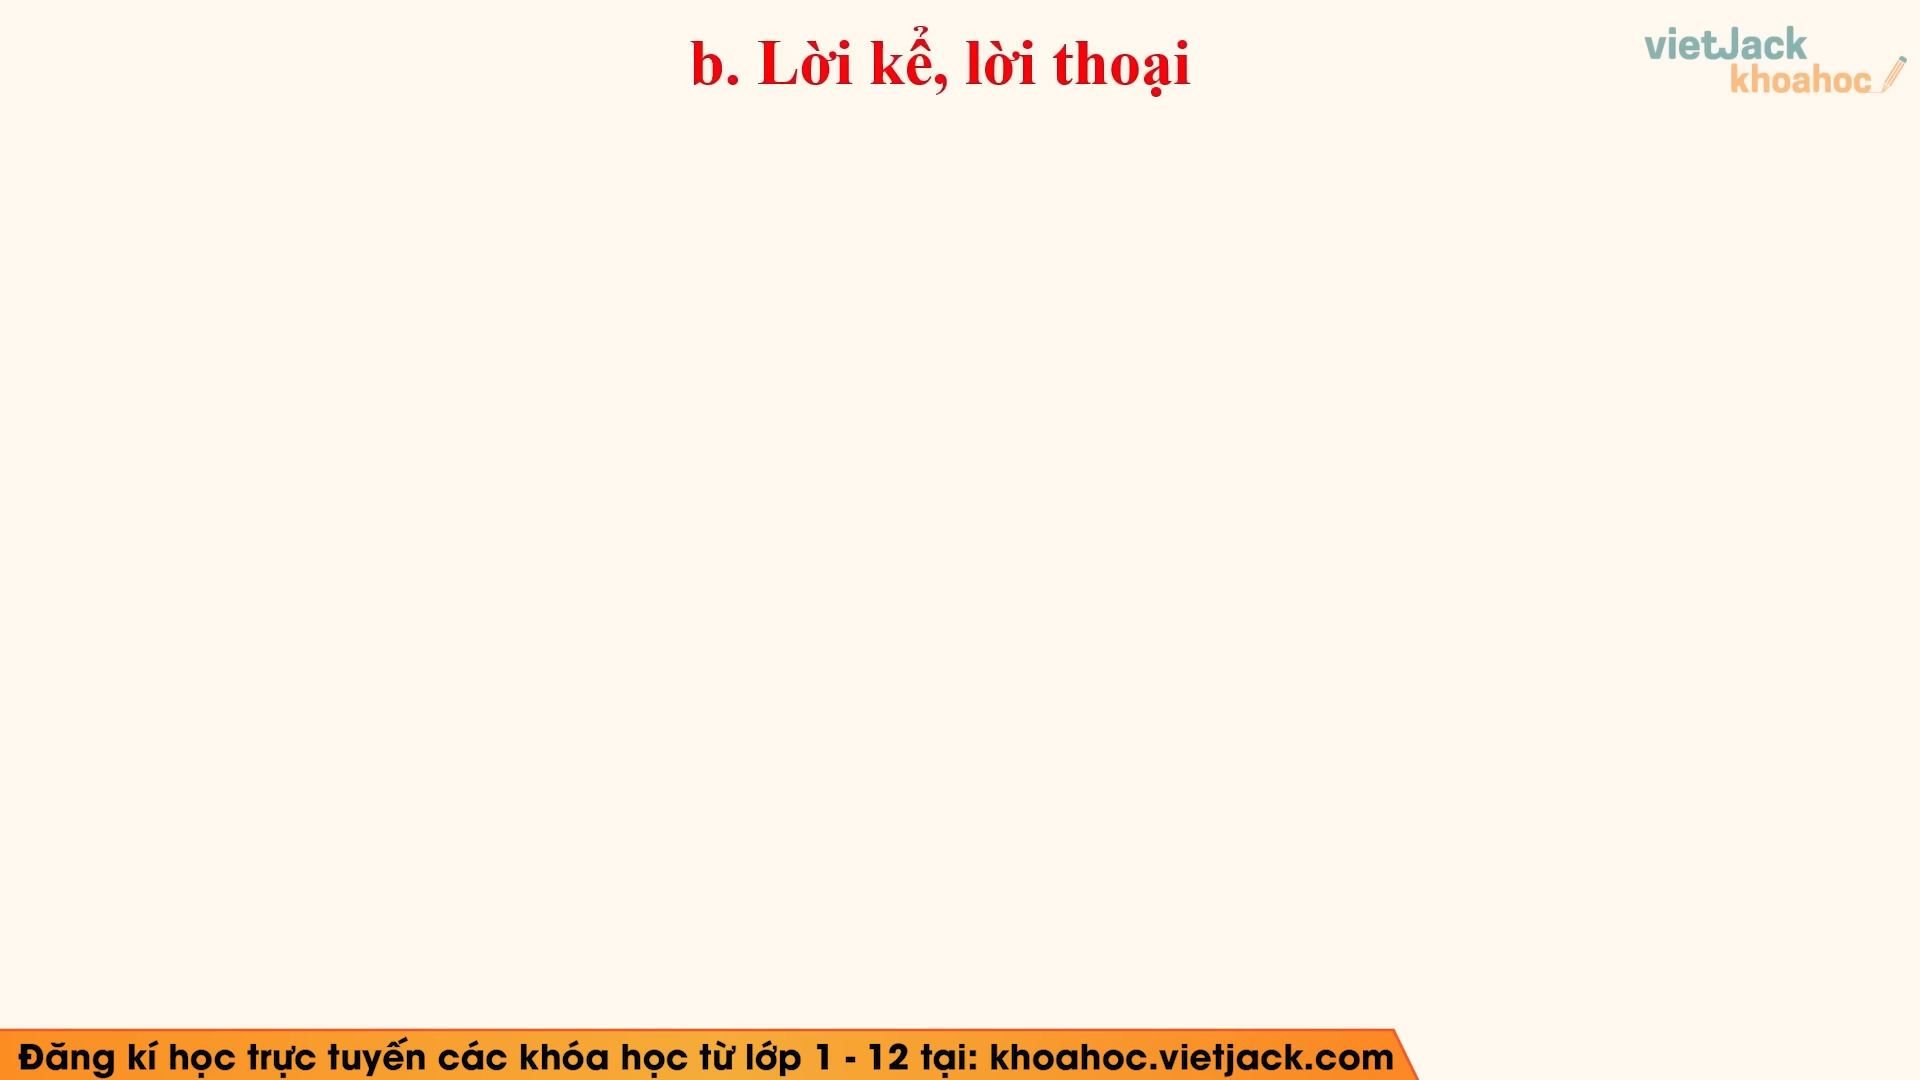 b. Lời kể, lời thoại
vietJack
khoahoc
Đăng kí học trực tuyến các khóa học từ lớp 1 - 12 tại: khoahoc.vietjack.com